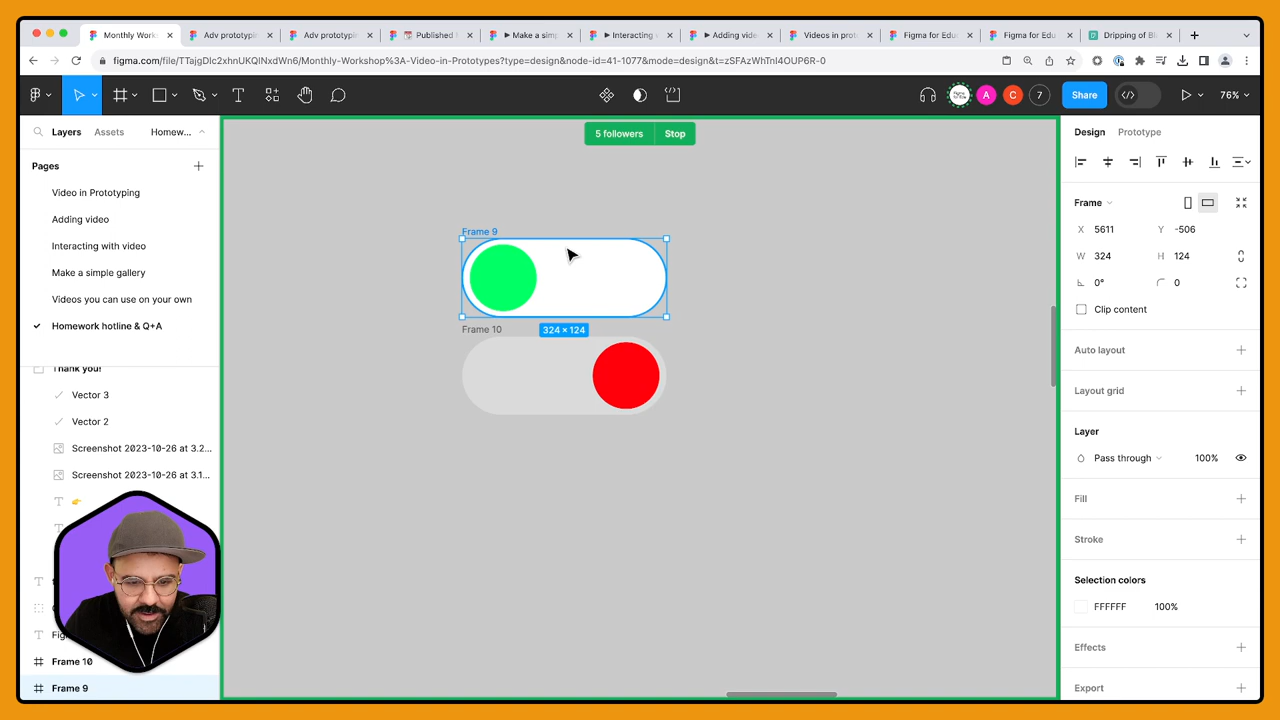 Monthly Work
Adv prototypin
Adv prototypin
Published
Make a simp
Interacting
Adding video
Videos in prot
Figma for Edu
Figma for Edu
Dripping of Bl
figma.com/file/TTajgDlc2xhnUKQINxdWn6/Monthly-Workshop%3A-Video-in-Prototypes?type=design&node-id=41-1077&mode=design&t=zSFAzWhTnI4OUP6R-0
A
C
7
Share
76%
Layers
Assets
Homew...
5 followers
Stop
Design
Prototype
Pages
Video in Prototyping
Adding video
Interacting with video
Make a simple gallery
Videos you can use on your own
Homework hotline & Q+A
Thank you!
Vector 3
Vector 2
Screenshot 2023-10-26 at 3.2...
Screenshot 2023-10-26 at 3.1...
Frame 10
Frame 9
Frame 9
Frame 10
324 × 124
Frame
X 5611
Y -506
W 324
H 124
0°
0
Clip content
Auto layout
Layout grid
Layer
Pass through
100%
Fill
Stroke
Selection colors
FFFFFF
100%
Effects
Export